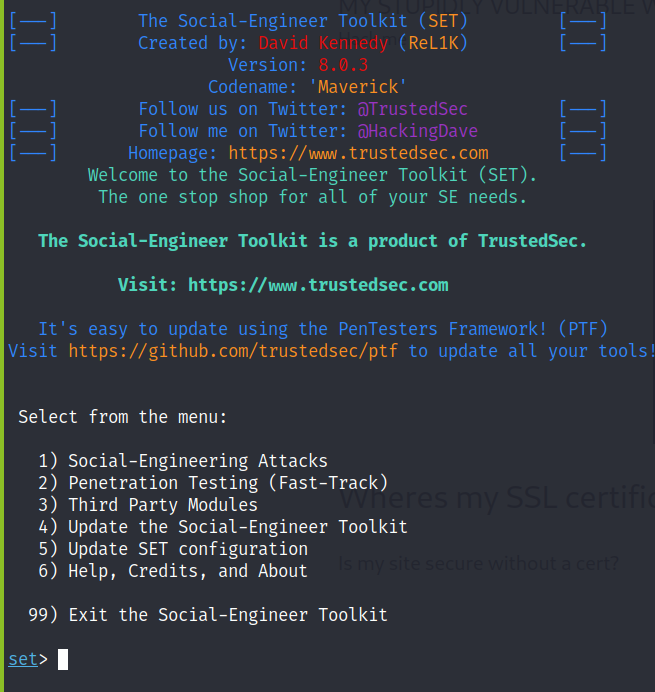 MY STUPIDLY VULNERABLE W
[---] The Social-Engineer Toolkit (SET) [---]
[---] Created by: David Kennedy (ReL1K) [---]
Version: 8.0.3
Codename: 'Maverick'
[---] Follow us on Twitter: @TrustedSec [---]
[---] Follow me on Twitter: @HackingDave [---]
[---] Homepage: https://www.trustedsec.com [---]
Welcome to the Social-Engineer Toolkit (SET).
The one stop shop for all of your SE needs.
The Social-Engineer Toolkit is a product of TrustedSec.
Visit: https://www.trustedsec.com
It's easy to update using the PenTesters Framework! (PTF)
Visit https://github.com/trustedsec/ptf to update all your tools!
Select from the menu:
1) Social-Engineering Attacks
2) Penetration Testing (Fast-Track)
3) Third Party Modules
4) Update the Social-Engineer Toolkit
5) Update SET configuration
6) Help, Credits, and About
99) Exit the Social-Engineer Toolkit
set>
Wheres my SSL certific
Is my site secure without a cert?